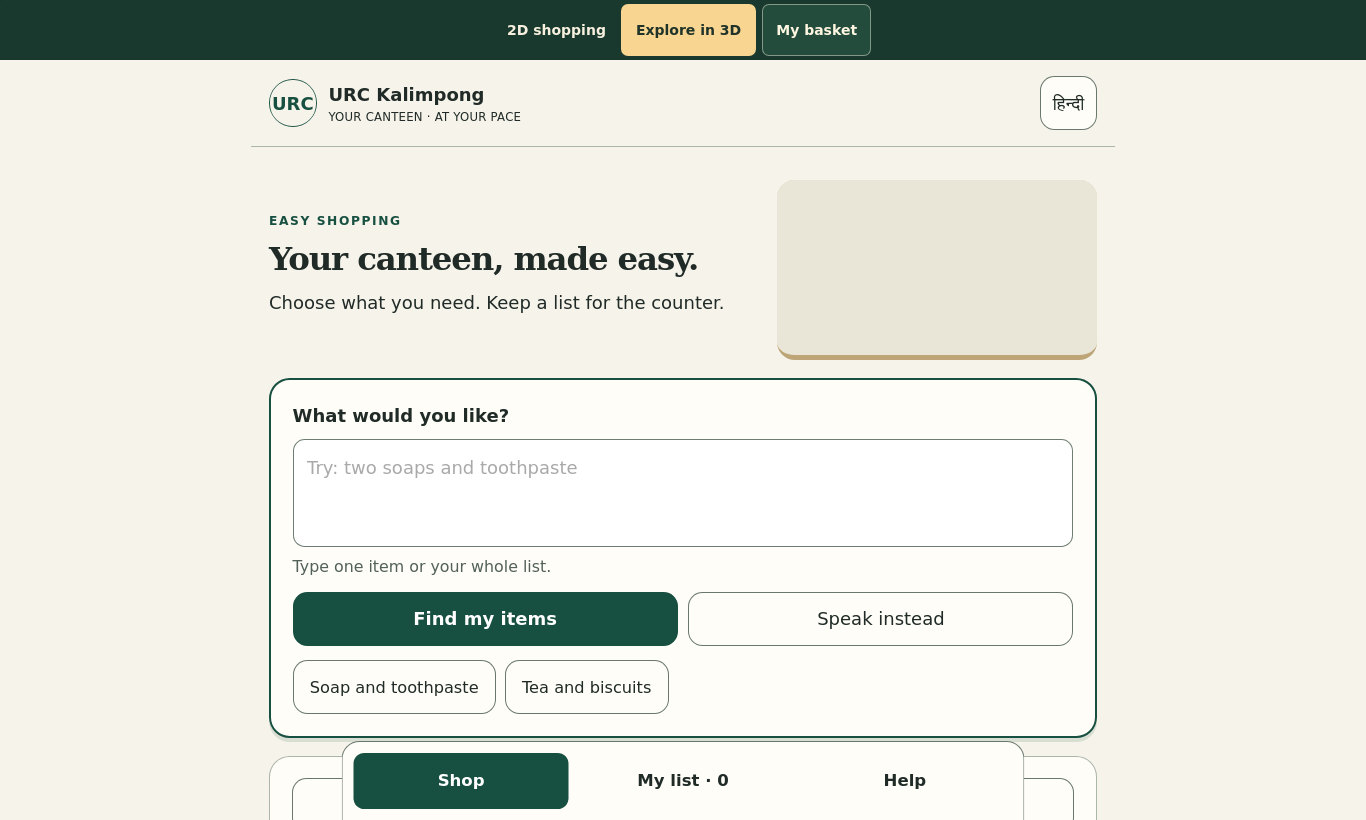 2D shopping
Explore in 3D
My basket
URC
URC Kalimpong
YOUR CANTEEN · AT YOUR PACE
हिन्दी
EASY SHOPPING
Your canteen, made easy.
Choose what you need. Keep a list for the counter.
What would you like?
Try: two soaps and toothpaste
Type one item or your whole list.
Find my items
Speak instead
Soap and toothpaste
Tea and biscuits
Shop
My list · 0
Help